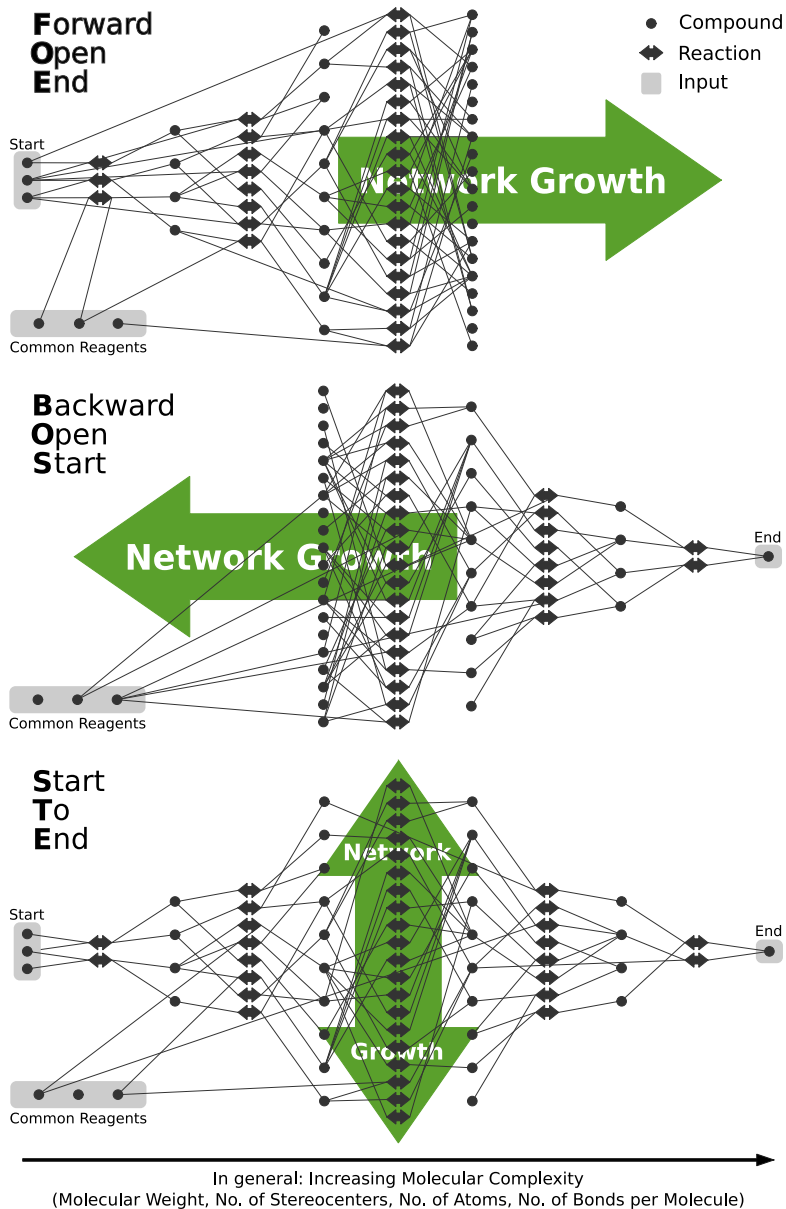 Forward
Open
End
Compound
Reaction
Input
Start
Network Growth
Common Reagents
Backward
Open
Start
Network Growth
End
Common Reagents
Start
To
End
Network
Start
End
Growth
Common Reagents
In general: Increasing Molecular Complexity
(Molecular Weight, No. of Stereocenters, No. of Atoms, No. of Bonds per Molecule)